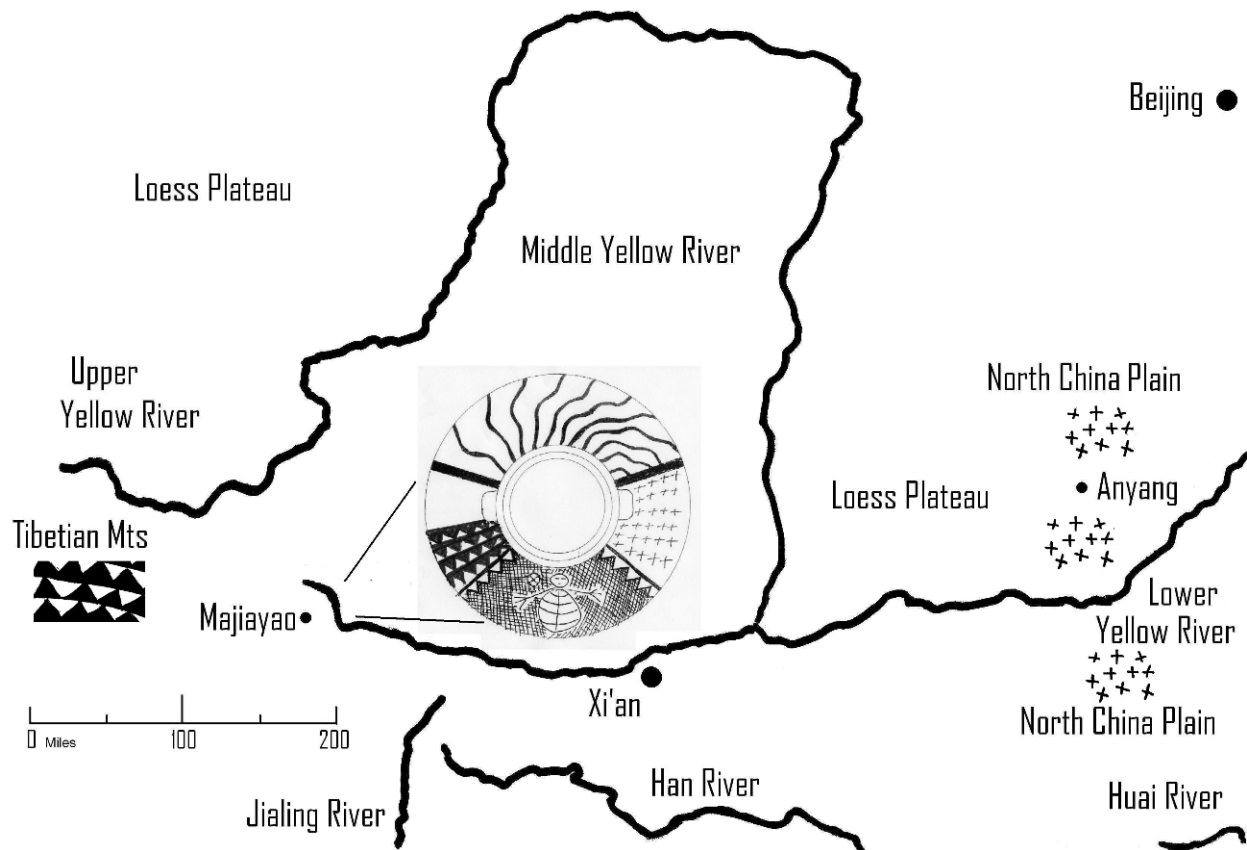 Beijing
Loess Plateau
Middle Yellow River
Upper
Yellow River
North China Plain
Loess Plateau
Anyang
Tibetian Mts
Majiayao
Lower
Yellow River
Xi'an
North China Plain
0 Miles 100 200
Jialing River
Han River
Huai River